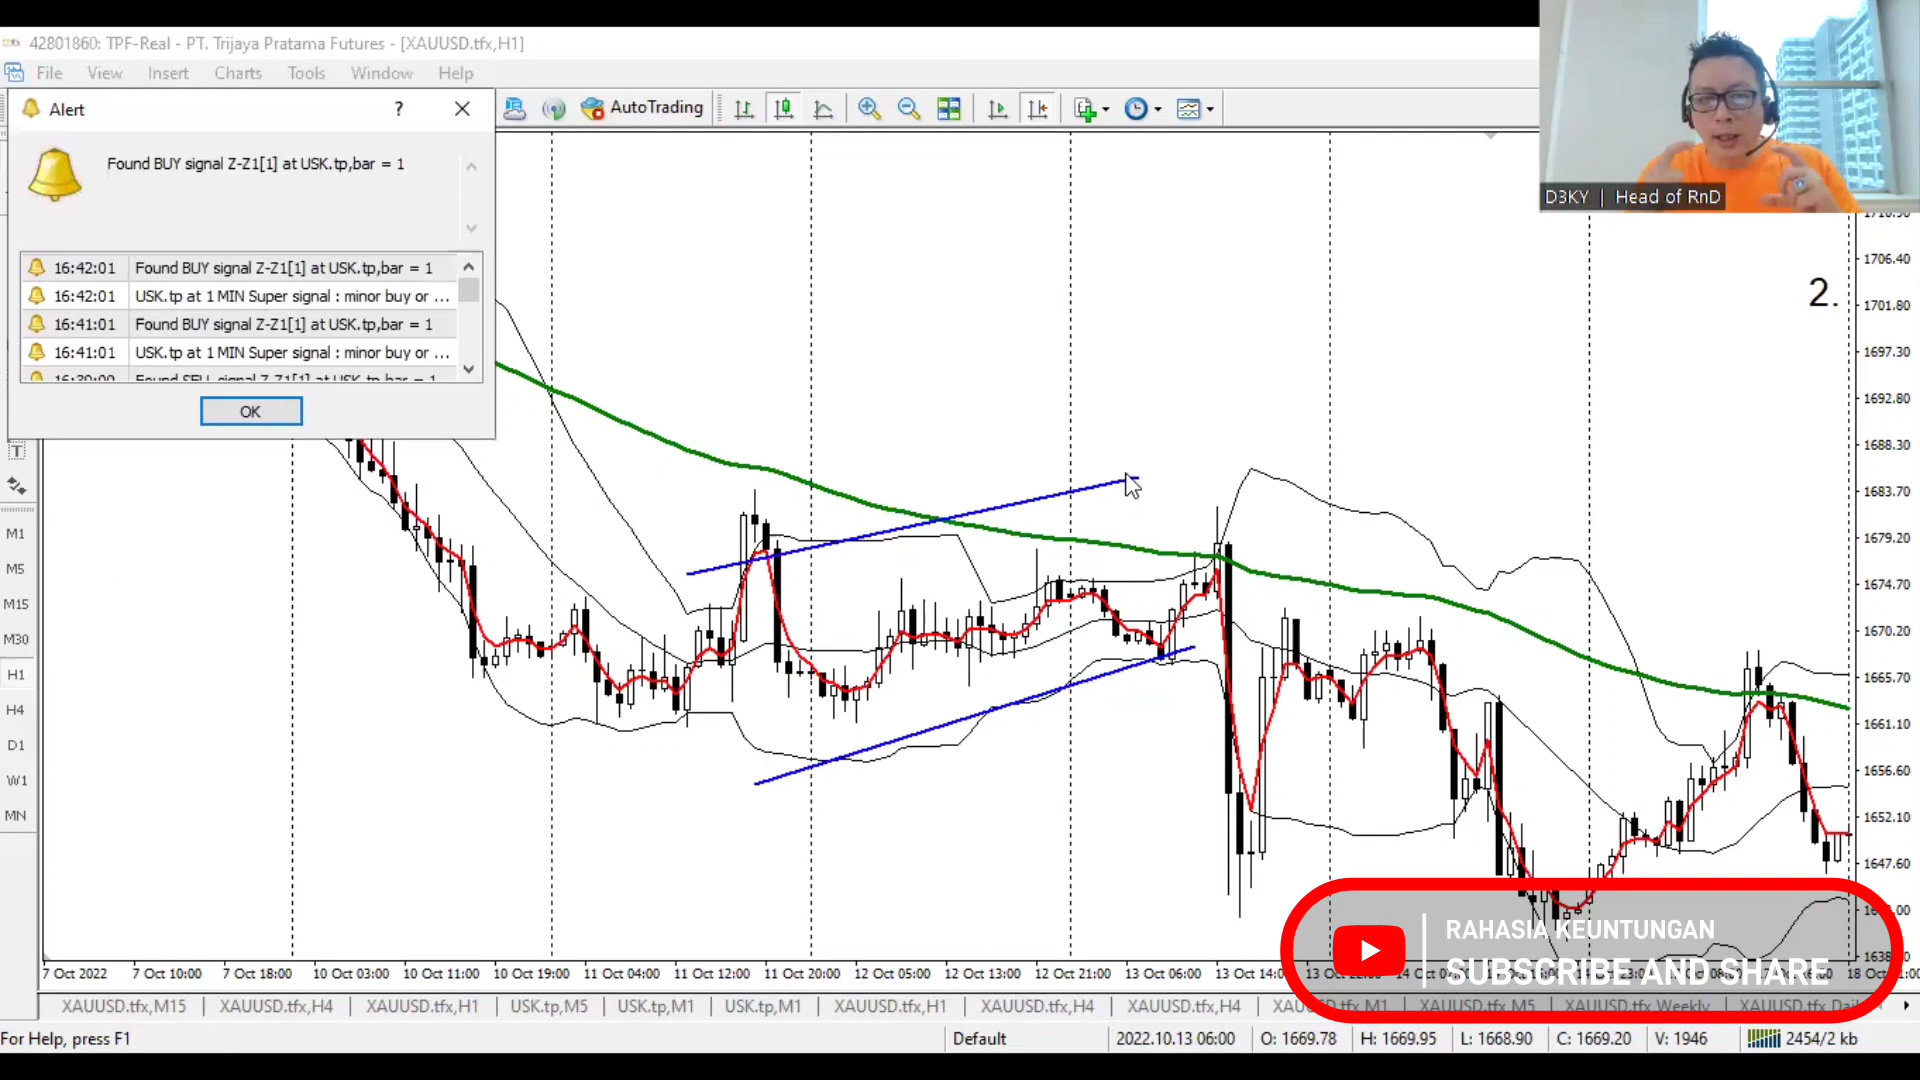 42801860: TPF-Real - PT. Trijaya Pratama Futures - [XAUUSD.tfx,H1]
File View Insert Charts Tools Window Help
Alert ?
AutoTrading
Found BUY signal Z-Z1[1] at USK.tp,bar = 1
16:42:01 Found BUY signal Z-Z1[1] at USK.tp,bar = 1
16:42:01 USK.tp at 1 MIN Super signal : minor buy or ...
16:41:01 Found BUY signal Z-Z1[1] at USK.tp,bar = 1
16:41:01 USK.tp at 1 MIN Super signal : minor buy or ...
OK
D3KY | Head of RnD
2.
T
M1
M5
M15
M30
H1
H4
D1
W1
MN
1706.40
1701.80
1697.30
1692.80
1688.30
1683.70
1679.20
1674.70
1670.20
1665.70
1661.10
1656.60
1652.10
1647.60
RAHASIA KEUNTUNGAN
SUBSCRIBE AND SHARE
7 Oct 2022 7 Oct 10:00 7 Oct 18:00 10 Oct 03:00 10 Oct 11:00 10 Oct 19:00 11 Oct 04:00 11 Oct 12:00 11 Oct 20:00 12 Oct 05:00 12 Oct 13:00 12 Oct 21:00 13 Oct 06:00 13 Oct 14:00
XAUUSD.tfx,M15 XAUUSD.tfx,H4 XAUUSD.tfx,H1 USK.tp,M5 USK.tp,M1 USK.tp,M1 XAUUSD.tfx,H1 XAUUSD.tfx,H4 XAUUSD.tfx,H4 XAUUSD.tfx,M1 XAUUSD.tfx,M5 XAUUSD.tfx,Weekly
For Help, press F1 Default 2022.10.13 06:00 O: 1669.78 H: 1669.95 L: 1668.90 C: 1669.20 V: 1946 2454/2 kb